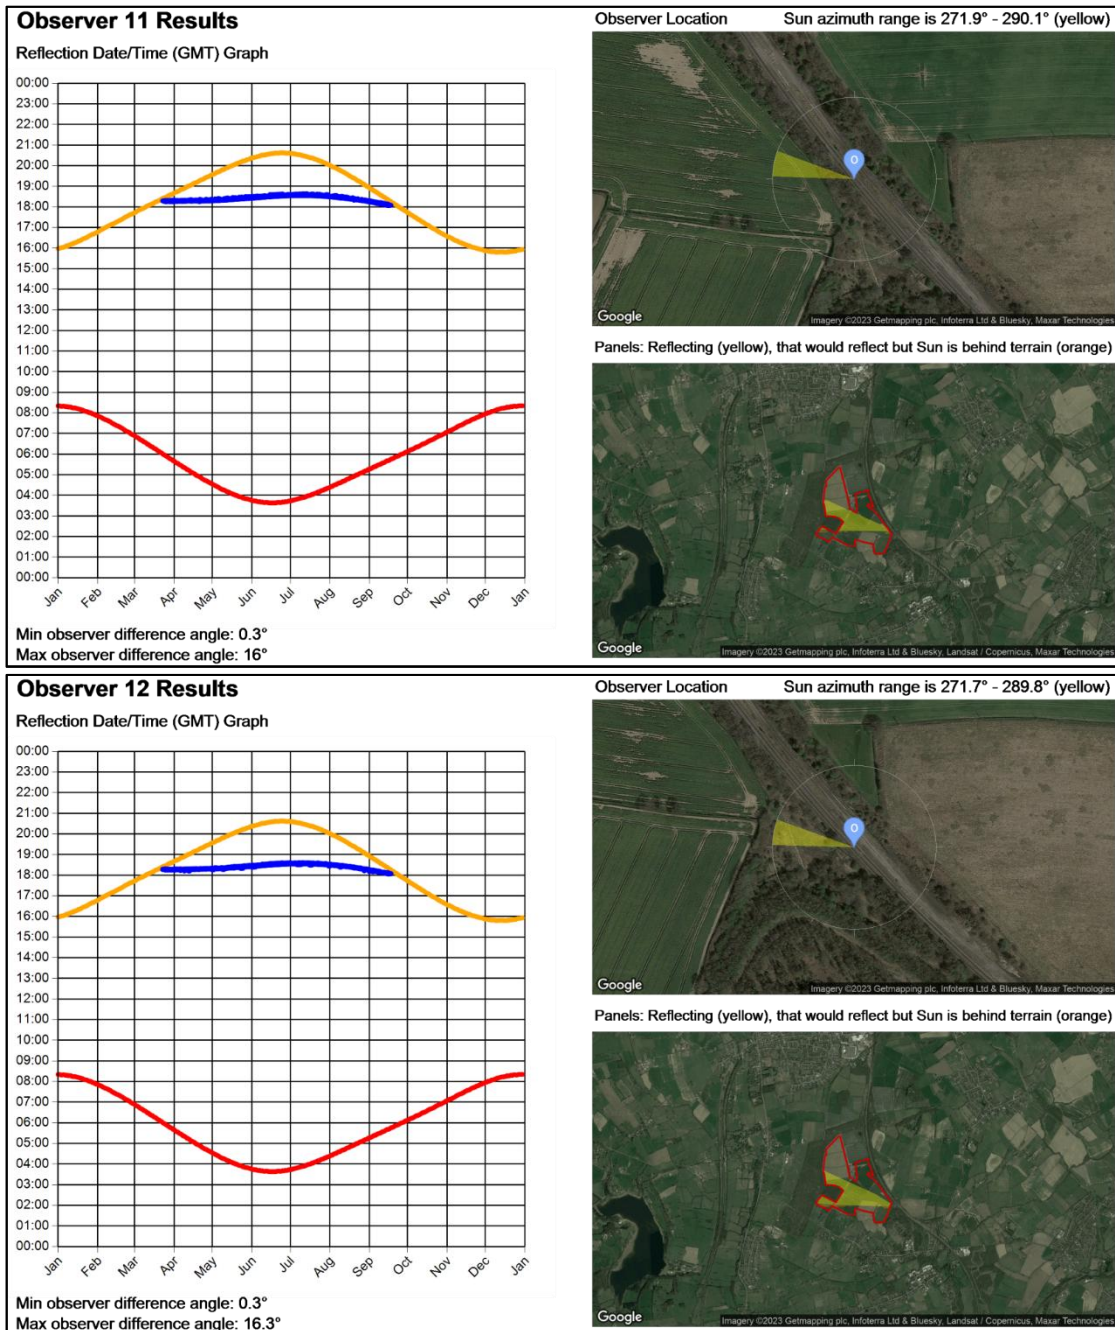 Observer 11 Results
Reflection Date/Time (GMT) Graph
00:00
23:00
22:00
21:00
20:00
19:00
18:00
17:00
16:00
15:00
14:00
13:00
12:00
11:00
10:00
09:00
08:00
07:00
06:00
05:00
04:00
03:00
02:00
01:00
00:00
Jan Feb Mar Apr May Jun Jul Aug Sep Oct Nov Dec Jan
Min observer difference angle: 0.3°
Max observer difference angle: 16°
Observer Location Sun azimuth range is 271.9° - 290.1° (yellow)
O
Google Imagery ©2023 Getmapping plc, Infoterra Ltd & Bluesky, Maxar Technologies
Panels: Reflecting (yellow), that would reflect but Sun is behind terrain (orange)
Google Imagery ©2023 Getmapping plc, Infoterra Ltd & Bluesky, Landsat / Copernicus, Maxar Technologies
Observer 12 Results
Reflection Date/Time (GMT) Graph
00:00
23:00
22:00
21:00
20:00
19:00
18:00
17:00
16:00
15:00
14:00
13:00
12:00
11:00
10:00
09:00
08:00
07:00
06:00
05:00
04:00
03:00
02:00
01:00
00:00
Jan Feb Mar Apr May Jun Jul Aug Sep Oct Nov Dec Jan
Min observer difference angle: 0.3°
Max observer difference angle: 16.3°
Observer Location Sun azimuth range is 271.7° - 289.8° (yellow)
O
Google Imagery ©2023 Getmapping plc, Infoterra Ltd & Bluesky, Maxar Technologies
Panels: Reflecting (yellow), that would reflect but Sun is behind terrain (orange)
Google Imagery ©2023 Getmapping plc, Infoterra Ltd & Bluesky, Landsat / Copernicus, Maxar Technologies